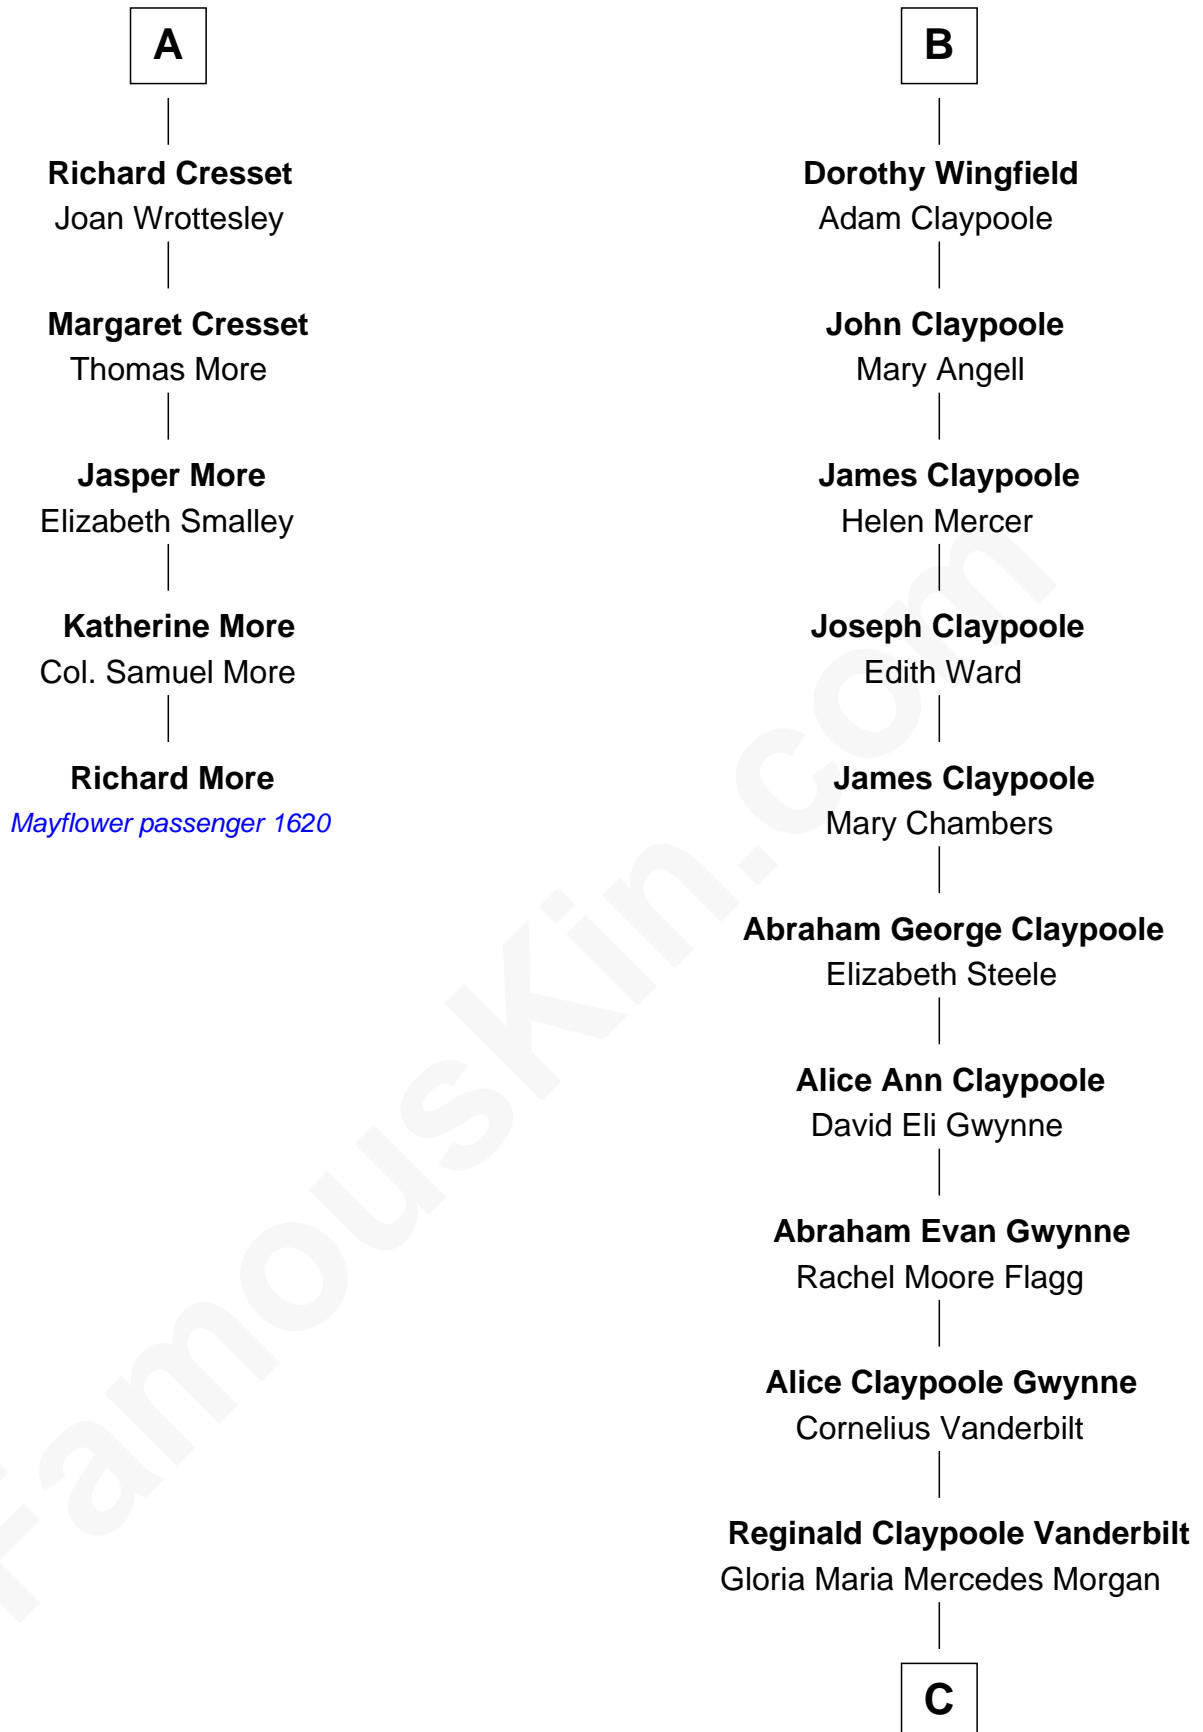 A
Richard Cresset
Joan Wrottesley
Margaret Cresset
Thomas More
Jasper More
Elizabeth Smalley
Katherine More
Col. Samuel More
Richard More
Mayflower passenger 1620
B
Dorothy Wingfield
Adam Claypoole
John Claypoole
Mary Angell
James Claypoole
Helen Mercer
Joseph Claypoole
Edith Ward
James Claypoole
Mary Chambers
Abraham George Claypoole
Elizabeth Steele
Alice Ann Claypoole
David Eli Gwynne
Abraham Evan Gwynne
Rachel Moore Flagg
Alice Claypoole Gwynne
Cornelius Vanderbilt
Reginald Claypoole Vanderbilt
Gloria Maria Mercedes Morgan
C
FamousKin.com